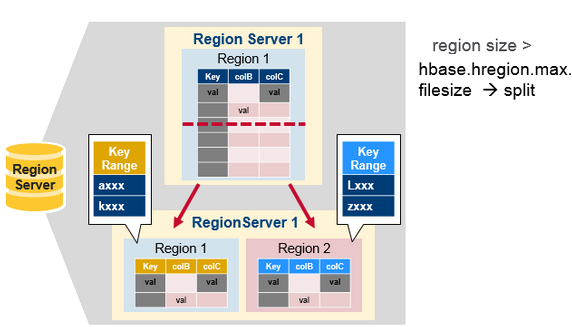 Region Server 1
Region 1
Key colB colC
val val
val
region size >
hbase.hregion.max.
filesize → split
Region
Server
Key
Range
axxx
kxxx
Key
Range
Lxxx
zxxx
RegionServer 1
Region 1
Key colB colC
val val
val
Region 2
Key colB colC
val val
val